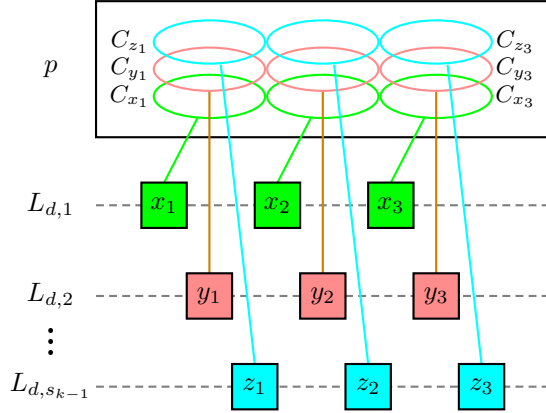 C_{z_1} C_{z_3}
p C_{y_1} C_{y_3}
C_{x_1} C_{x_3}
L_{d,1} x_1 x_2 x_3
L_{d,2} y_1 y_2 y_3
⋮
L_{d,s_{k-1}} z_1 z_2 z_3